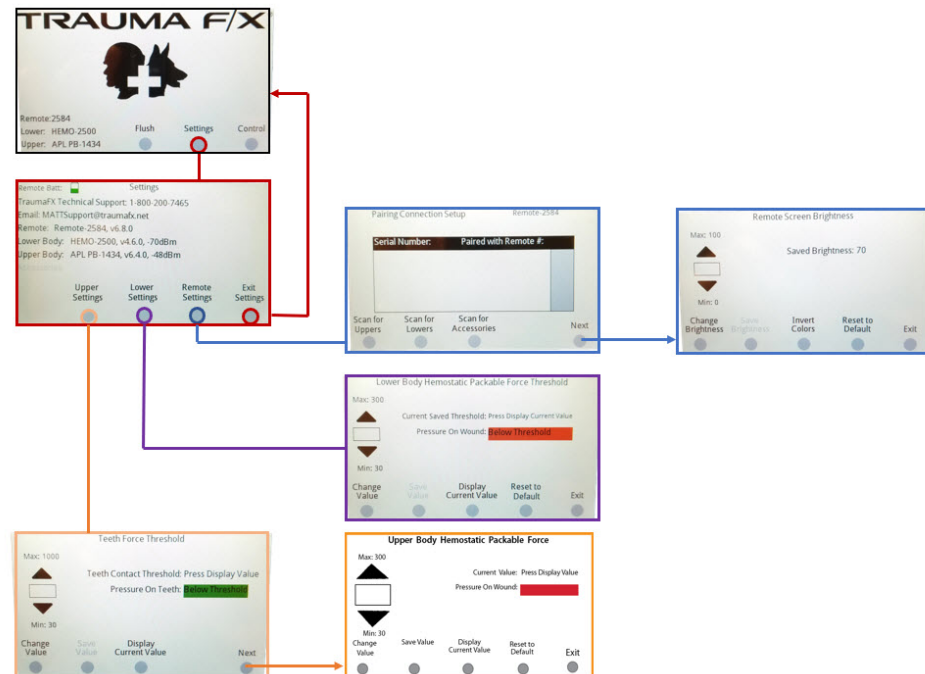 TRAUMA F/X
Remote:2584
Lower: HEMO-2500
Upper: APL PB-1434
Flush
Settings
Control
Remote Batt:
Settings
TraumaFX Technical Support: 1-800-200-7465
Email: MATTSupport@traumafx.net
Remote: Remote-2584, v6.8.0
Lower Body: HEMO-2500, v4.6.0, -70dBm
Upper Body: APL PB-1434, v6.4.0, -48dBm
Upper
Settings
Lower
Settings
Remote
Settings
Exit
Settings
Pairing Connection Setup
Remote-2584
Serial Number:
Paired with Remote #:
Scan for
Uppers
Scan for
Lowers
Scan for
Accessories
Next
Remote Screen Brightness
Max: 100
Saved Brightness: 70
Min: 0
Change
Brightness
Save
Brightness
Invert
Colors
Reset to
Default
Exit
Lower Body Hemostatic Packable Force Threshold
Max: 300
Current Saved Threshold: Press Display Current Value
Pressure On Wound: Below Threshold
Min: 30
Change
Value
Save
Value
Display
Current Value
Reset to
Default
Exit
Teeth Force Threshold
Max: 1000
Teeth Contact Threshold: Press Display Value
Pressure On Teeth: Below Threshold
Min: 30
Change
Value
Save
Value
Display
Current Value
Next
Upper Body Hemostatic Packable Force
Max: 300
Current Value: Press Display Value
Pressure On Wound:
Min: 30
Change
Value
Save Value
Display
Current Value
Reset to
Default
Exit